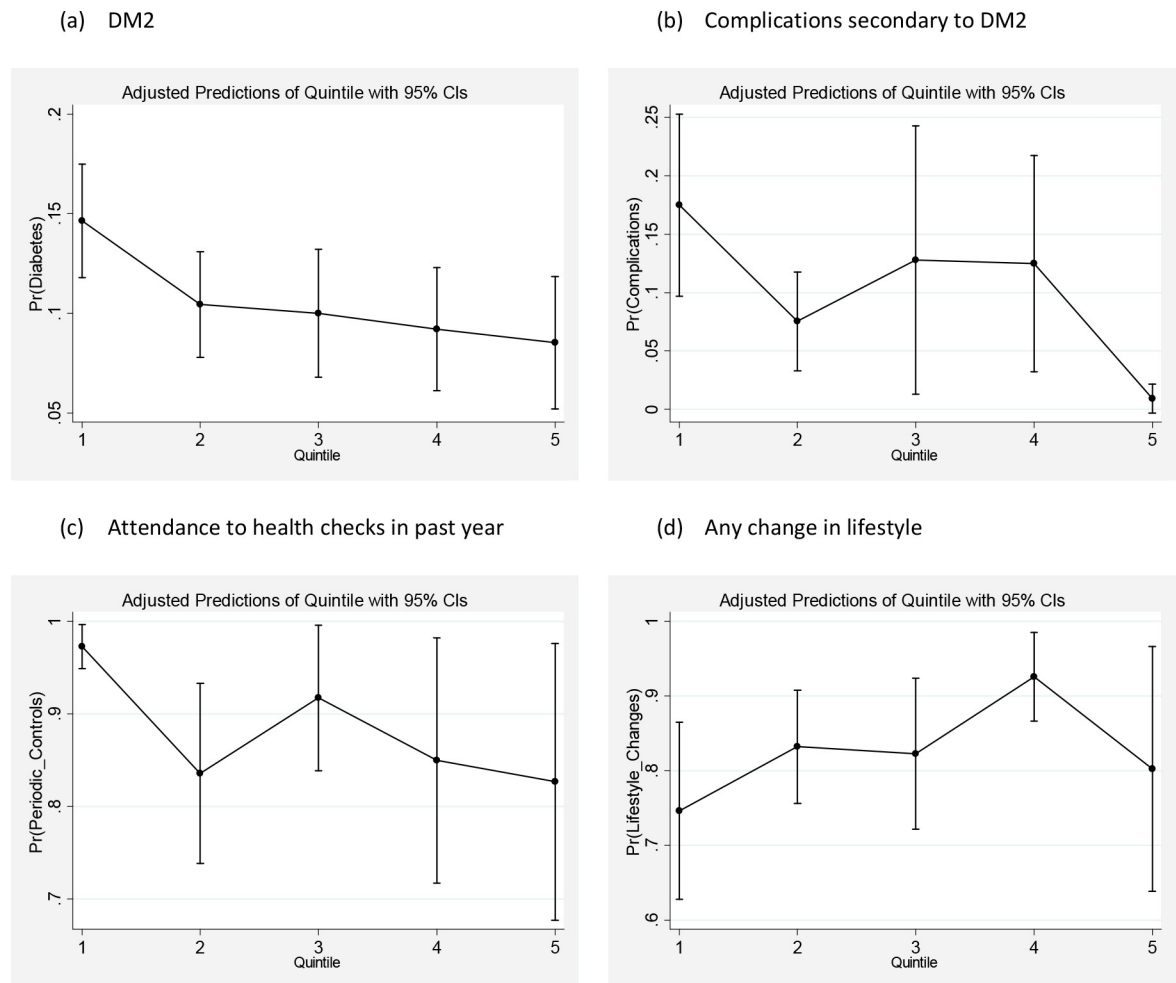 (a) DM2
Adjusted Predictions of Quintile with 95% CIs
Pr(Diabetes)
.2
.15
.1
.05
1 2 3 4 5
Quintile
(b) Complications secondary to DM2
Adjusted Predictions of Quintile with 95% CIs
Pr(Complications)
.25
.2
.15
.1
.05
0
1 2 3 4 5
Quintile
(c) Attendance to health checks in past year
Adjusted Predictions of Quintile with 95% CIs
Pr(Periodic_Controls)
1
.9
.8
.7
1 2 3 4 5
Quintile
(d) Any change in lifestyle
Adjusted Predictions of Quintile with 95% CIs
Pr(Lifestyle_Changes)
1
.9
.8
.7
.6
1 2 3 4 5
Quintile